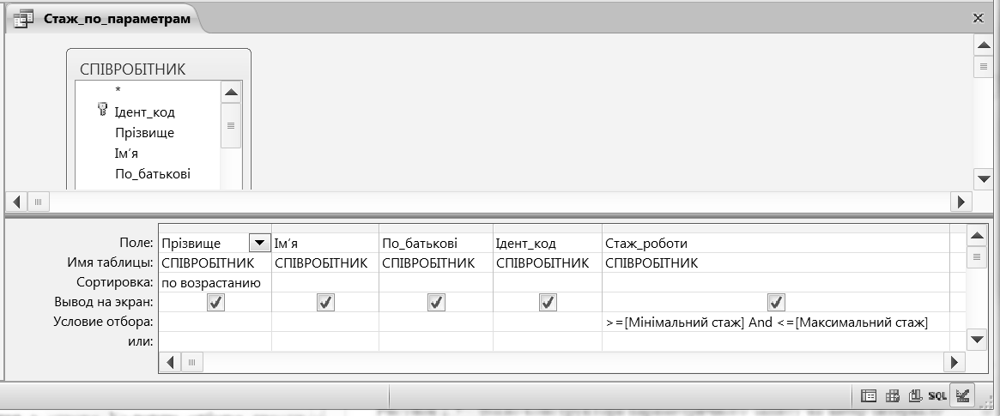 Стаж_по_параметрам
СПІВРОБІТНИК
*
Ідент_код
Прізвище
Ім’я
По_батькові
Поле: Прізвище Ім’я По_батькові Ідент_код Стаж_роботи
Имя таблицы: СПІВРОБІТНИК СПІВРОБІТНИК СПІВРОБІТНИК СПІВРОБІТНИК СПІВРОБІТНИК
Сортировка: по возрастанию
Вывод на экран:
Условие отбора: >=[Мінімальний стаж] And <=[Максимальний стаж]
или:
SQL